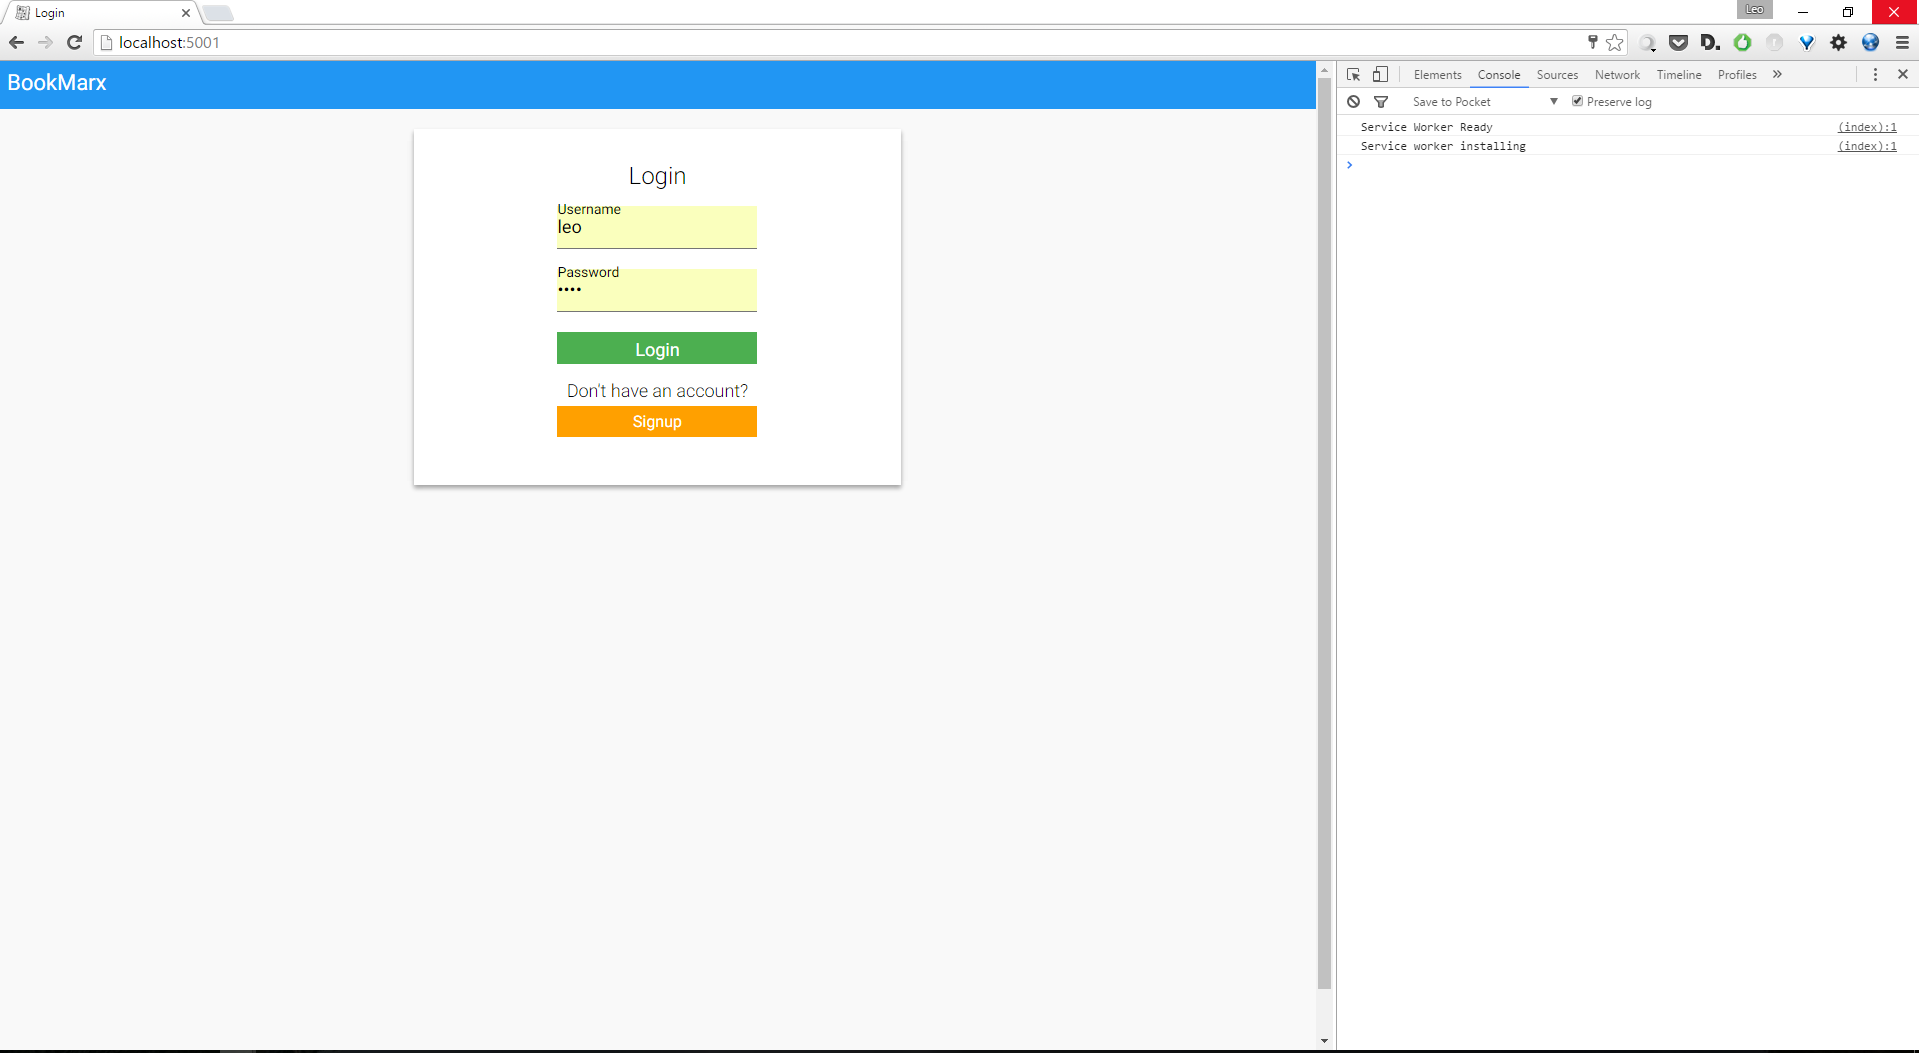 Login
Leo
localhost:5001
BookMarx
Login
Username
leo
Password
••••
Login
Don't have an account?
Signup
Elements Console Sources Network Timeline Profiles »
Save to Pocket ▼ Preserve log
Service Worker Ready (index):1
Service worker installing (index):1
>